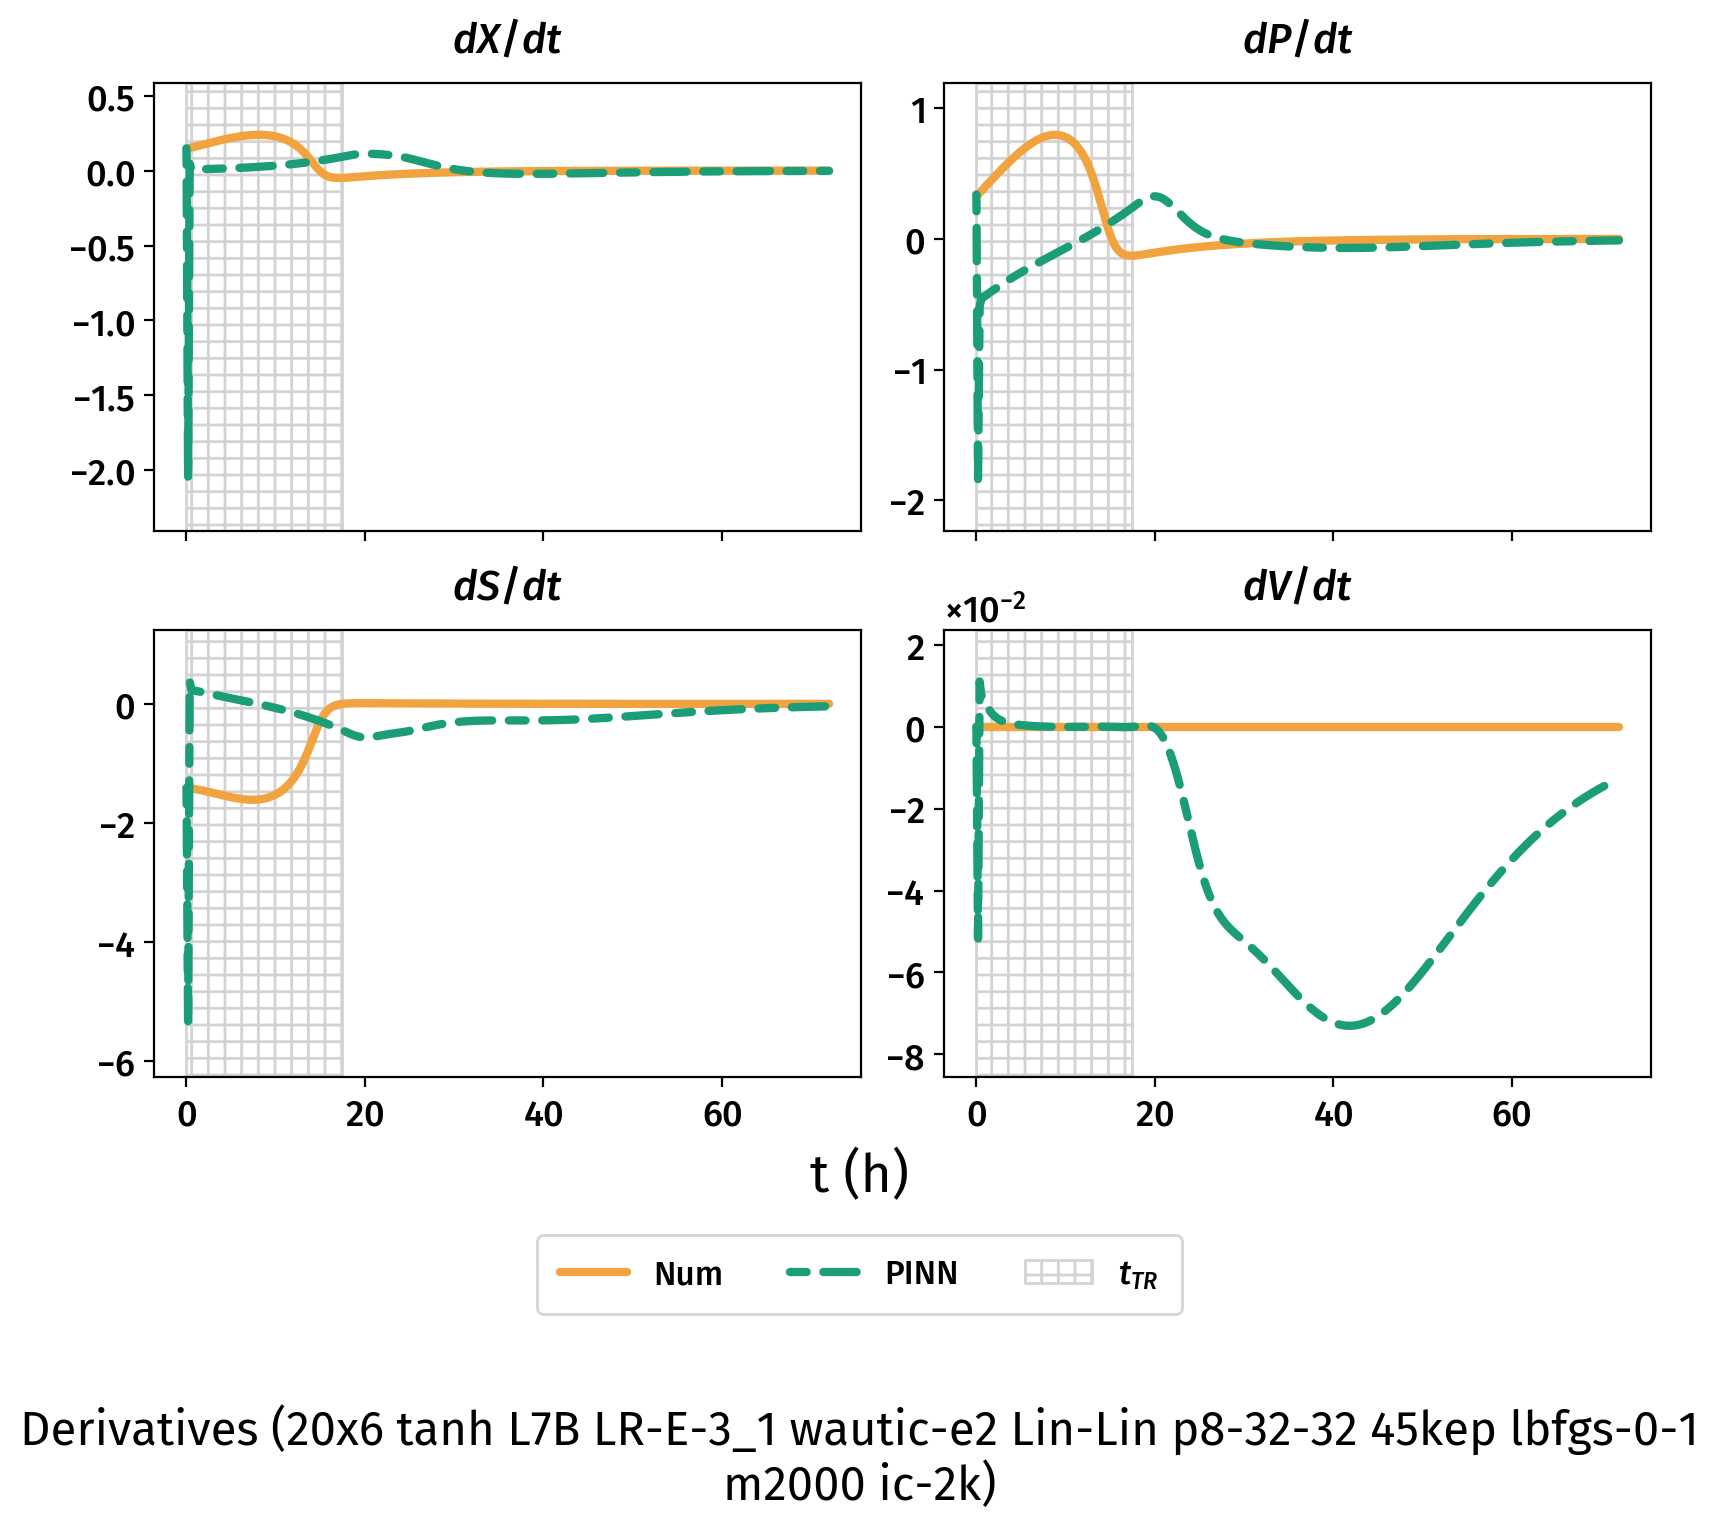 dX/dt
dP/dt
0.5
0.0
−0.5
−1.0
−1.5
−2.0
1
0
−1
−2
dS/dt
dV/dt
×10⁻²
0
−2
−4
−6
2
0
−2
−4
−6
−8
0 20 40 60
0 20 40 60
t (h)
Num PINN t_TR
Derivatives (20x6 tanh L7B LR-E-3_1 wautic-e2 Lin-Lin p8-32-32 45kep lbfgs-0-1
m2000 ic-2k)